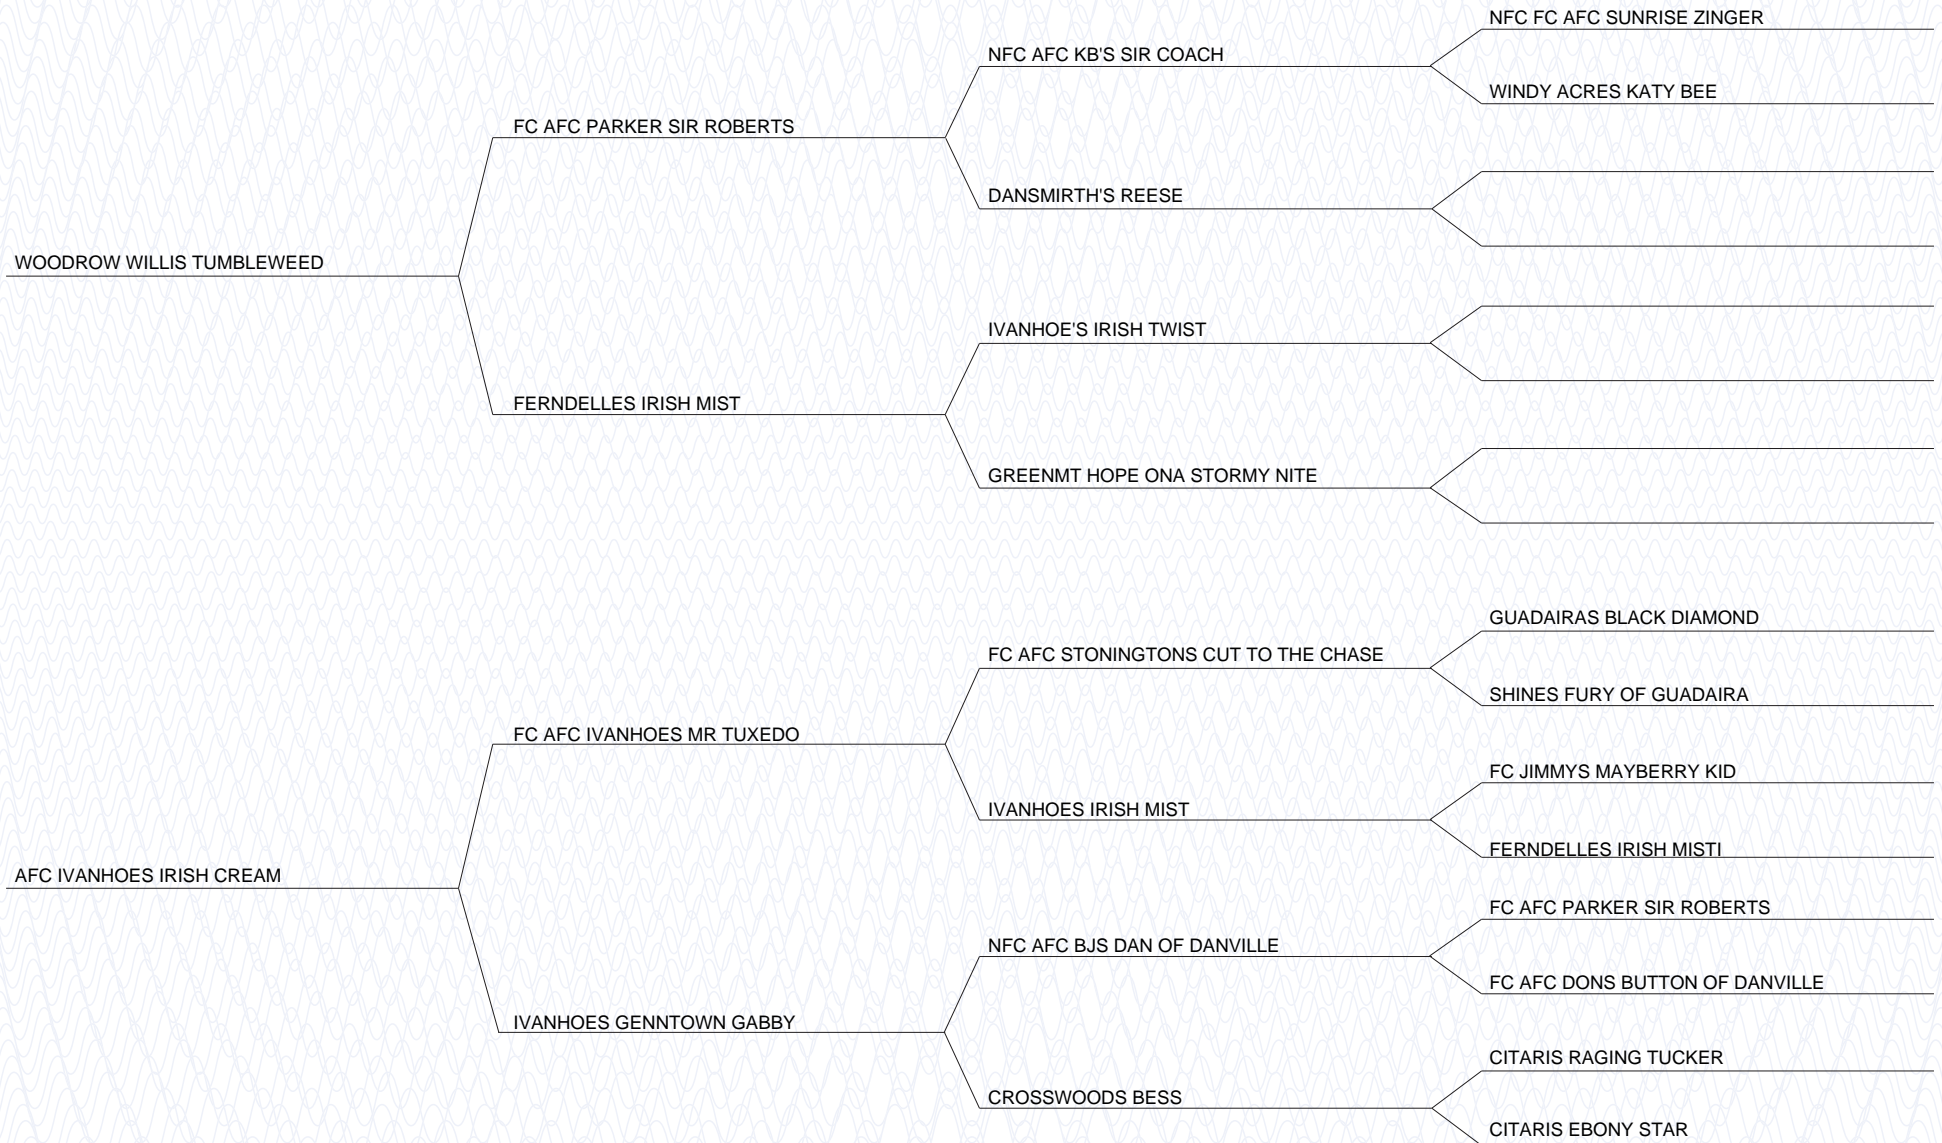 NFC FC AFC SUNRISE ZINGER
NFC AFC KB'S SIR COACH
WINDY ACRES KATY BEE
FC AFC PARKER SIR ROBERTS
DANSMIRTH'S REESE
WOODROW WILLIS TUMBLEWEED
IVANHOE'S IRISH TWIST
FERNDELLES IRISH MIST
GREENMT HOPE ONA STORMY NITE
GUADAIRAS BLACK DIAMOND
FC AFC STONINGTONS CUT TO THE CHASE
SHINES FURY OF GUADAIRA
FC AFC IVANHOES MR TUXEDO
FC JIMMYS MAYBERRY KID
IVANHOES IRISH MIST
FERNDELLES IRISH MISTI
AFC IVANHOES IRISH CREAM
FC AFC PARKER SIR ROBERTS
NFC AFC BJS DAN OF DANVILLE
FC AFC DONS BUTTON OF DANVILLE
IVANHOES GENNTOWN GABBY
CITARIS RAGING TUCKER
CROSSWOODS BESS
CITARIS EBONY STAR